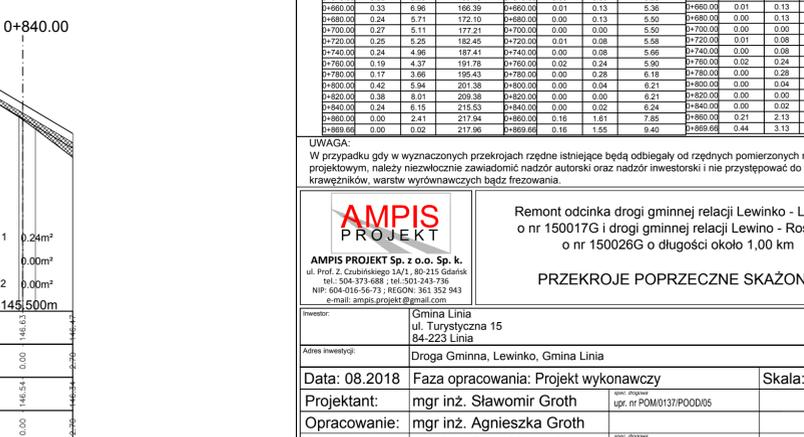 0+840.00
1 0.24m²
0.00m²
2 0.00m²
145,500m
146.63 146.47
0.00 2.70
146.54 146.34
0.00 2.70
0+660.00 0.33 6.96 166.39 0+660.00 0.01 0.13 5.36 0+660.00 0.01 0.13
0+680.00 0.24 5.71 172.10 0+680.00 0.00 0.13 5.50 0+680.00 0.00 0.13
0+700.00 0.27 5.11 177.21 0+700.00 0.00 0.00 5.50 0+700.00 0.00 0.00
0+720.00 0.25 5.25 182.45 0+720.00 0.01 0.08 5.58 0+720.00 0.01 0.08
0+740.00 0.24 4.96 187.41 0+740.00 0.00 0.08 5.66 0+740.00 0.00 0.08
0+760.00 0.19 4.37 191.78 0+760.00 0.02 0.24 5.90 0+760.00 0.02 0.24
0+780.00 0.17 3.66 195.43 0+780.00 0.00 0.28 6.18 0+780.00 0.00 0.28
0+800.00 0.42 5.94 201.38 0+800.00 0.00 0.04 6.21 0+800.00 0.00 0.04
0+820.00 0.38 8.01 209.38 0+820.00 0.00 0.00 6.21 0+820.00 0.00 0.00
0+840.00 0.24 6.15 215.53 0+840.00 0.00 0.02 6.24 0+840.00 0.00 0.02
0+860.00 0.00 2.41 217.94 0+860.00 0.16 1.61 7.85 0+860.00 0.21 2.13
0+869.66 0.00 0.02 217.96 0+869.66 0.16 1.55 9.40 0+869.66 0.44 3.13
UWAGA:
W przypadku gdy w wyznaczonych przekrojach rzędne istniejące będą odbiegały od rzędnych pomierzonych
projektowym, należy niezwłocznie zawiadomić nadzór autorski oraz nadzór inwestorski i nie przystępować do
krawężników, warstw wyrównawczych bądz frezowania.
AMPIS
PROJEKT
AMPIS PROJEKT Sp. z o.o. Sp. k.
ul. Prof. Z. Czubińskiego 1A/1, 80-215 Gdańsk
tel.: 504-373-688 ; tel.:501-243-736
NIP: 604-016-56-73 ; REGON: 361 352 943
e-mail: ampis.projekt@gmail.com
Remont odcinka drogi gminnej relacji Lewinko - L
o nr 150017G i drogi gminnej relacji Lewino - Ros
o nr 150026G o długości około 1,00 km
PRZEKROJE POPRZECZNE SKAŻON
Inwestor: Gmina Linia
ul. Turystyczna 15
84-223 Linia
Adres inwestycji: Droga Gminna, Lewinko, Gmina Linia
Data: 08.2018 Faza opracowania: Projekt wykonawczy Skala:
Projektant: mgr inż. Sławomir Groth spec. drogowa
upr. nr POM/0137/POOD/05
Opracowanie: mgr inż. Agnieszka Groth spec. drogowa